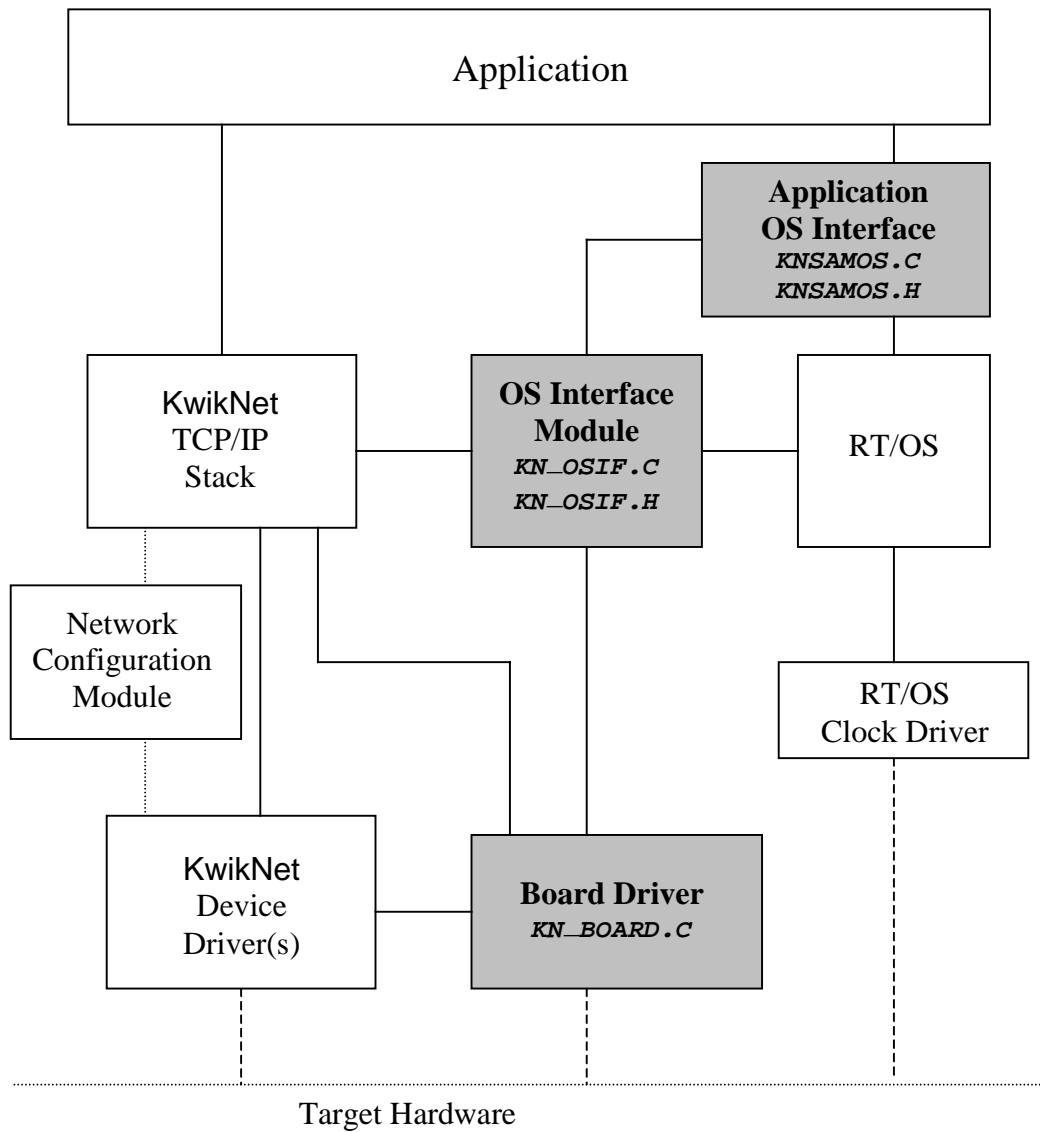 Application
Application
OS Interface
KNSAMOS.C
KNSAMOS.H
KwikNet
TCP/IP
Stack
OS Interface
Module
KN_OSIF.C
KN_OSIF.H
RT/OS
Network
Configuration
Module
RT/OS
Clock Driver
KwikNet
Device
Driver(s)
Board Driver
KN_BOARD.C
Target Hardware